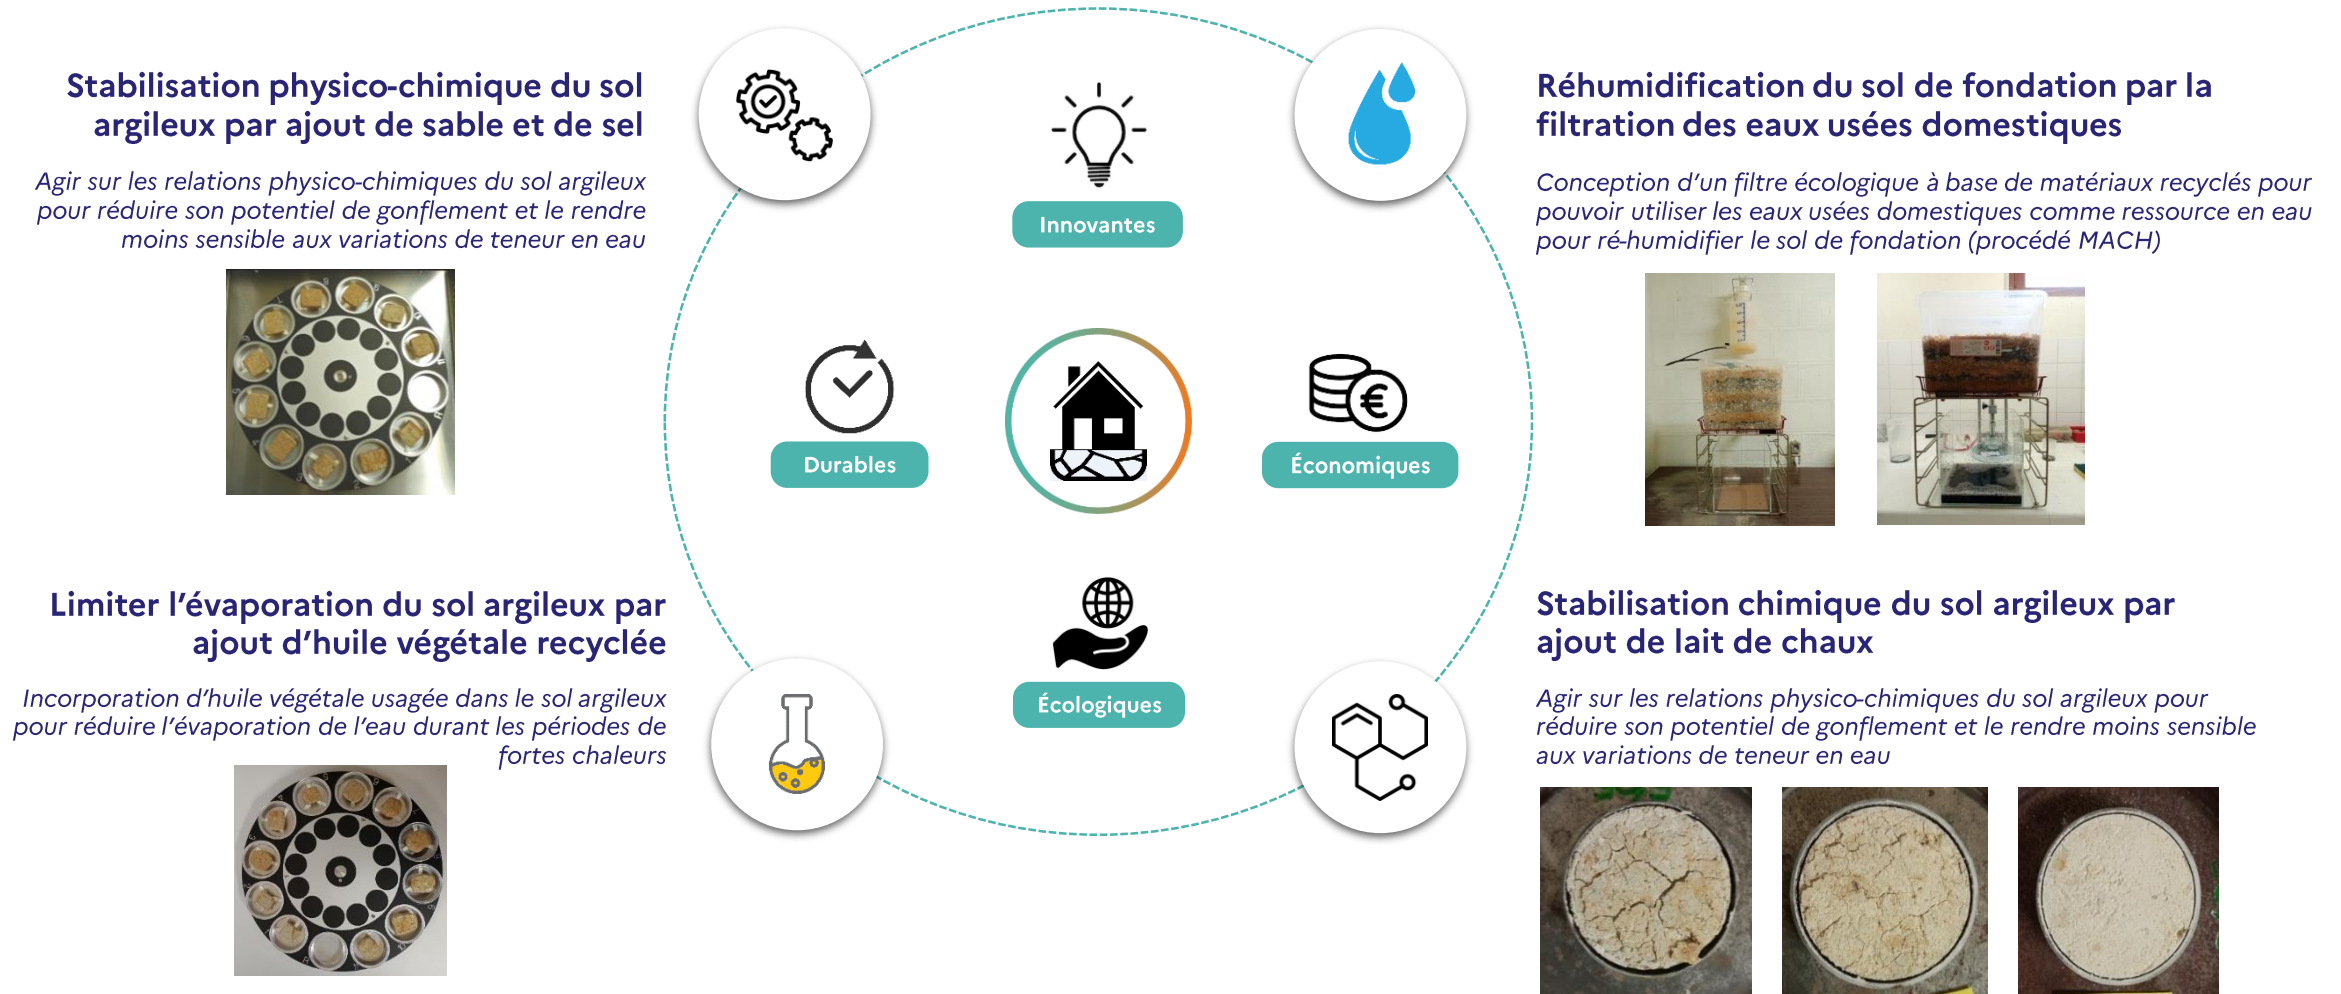 Stabilisation physico-chimique du sol
argileux par ajout de sable et de sel
Agir sur les relations physico-chimiques du sol argileux
pour réduire son potentiel de gonflement et le rendre
moins sensible aux variations de teneur en eau
Innovantes
Réhumidification du sol de fondation par la
filtration des eaux usées domestiques
Conception d’un filtre écologique à base de matériaux recyclés pour
pouvoir utiliser les eaux usées domestiques comme ressource en eau
pour ré-humidifier le sol de fondation (procédé MACH)
Durables
Économiques
Écologiques
Limiter l’évaporation du sol argileux par
ajout d’huile végétale recyclée
Incorporation d’huile végétale usagée dans le sol argileux
pour réduire l’évaporation de l’eau durant les périodes de
fortes chaleurs
Stabilisation chimique du sol argileux par
ajout de lait de chaux
Agir sur les relations physico-chimiques du sol argileux pour
réduire son potentiel de gonflement et le rendre moins sensible
aux variations de teneur en eau